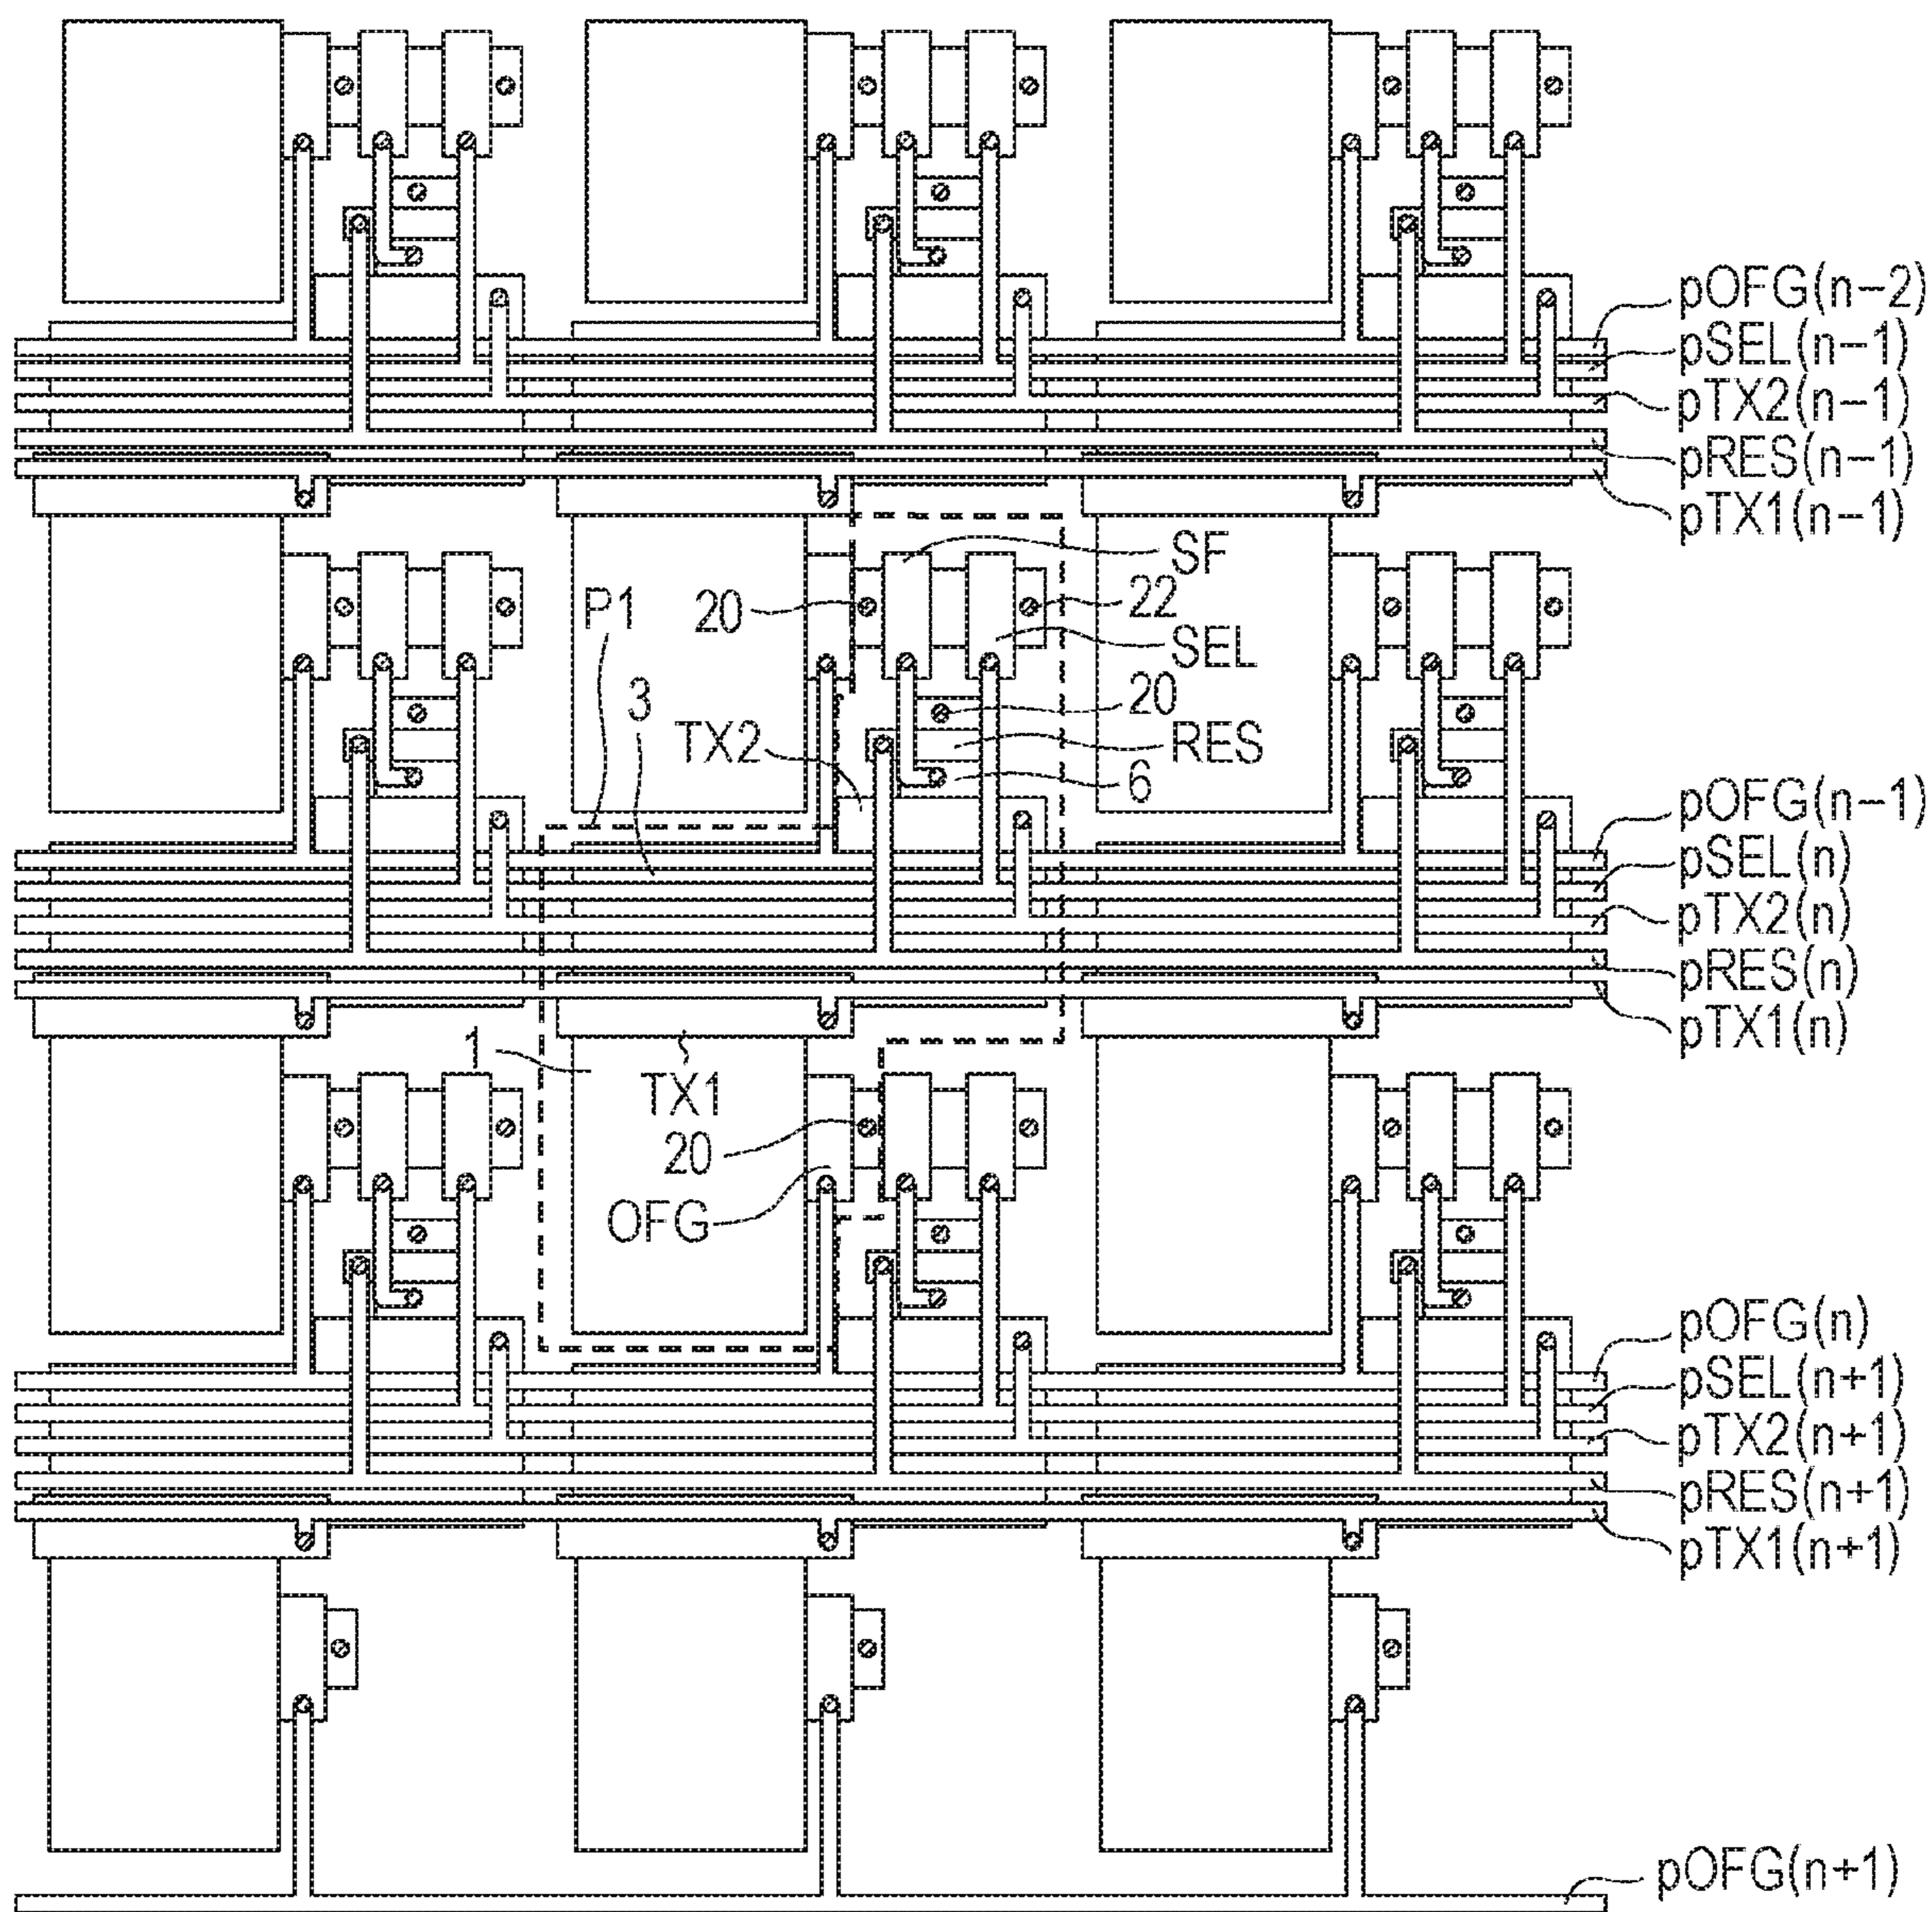 pOFG(n−2)
pSEL(n−1)
pTX2(n−1)
pRES(n−1)
pTX1(n−1)
SF
P1
20
22
SEL
3
20
TX2
RES
6
pOFG(n−1)
pSEL(n)
pTX2(n)
pRES(n)
pTX1(n)
1
TX1
20
OFG
pOFG(n)
pSEL(n+1)
pTX2(n+1)
pRES(n+1)
pTX1(n+1)
pOFG(n+1)